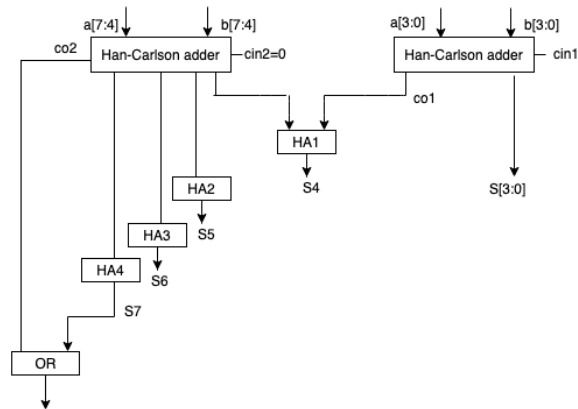 a[7:4]
b[7:4]
a[3:0]
b[3:0]
co2
Han-Carlson adder
cin2=0
Han-Carlson adder
cin1
co1
HA1
HA2
S4
S[3:0]
HA3
S5
HA4
S6
S7
OR